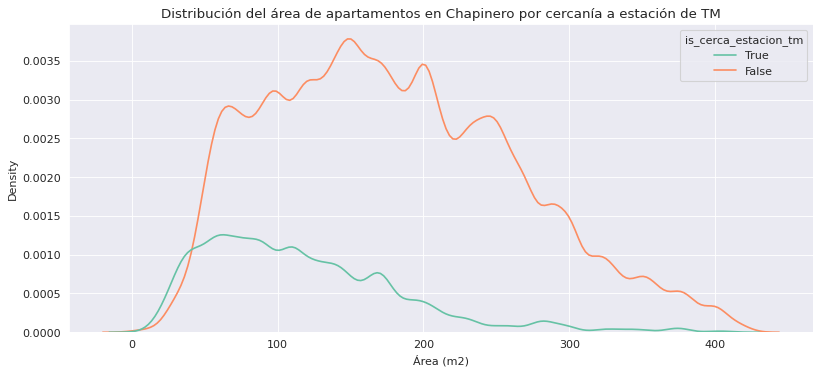 Distribución del área de apartamentos en Chapinero por cercanía a estación de TM
is_cerca_estacion_tm
True
False
0.0035
0.0030
0.0025
0.0020
0.0015
0.0010
0.0005
0.0000
Density
0
100
200
300
400
Área (m2)